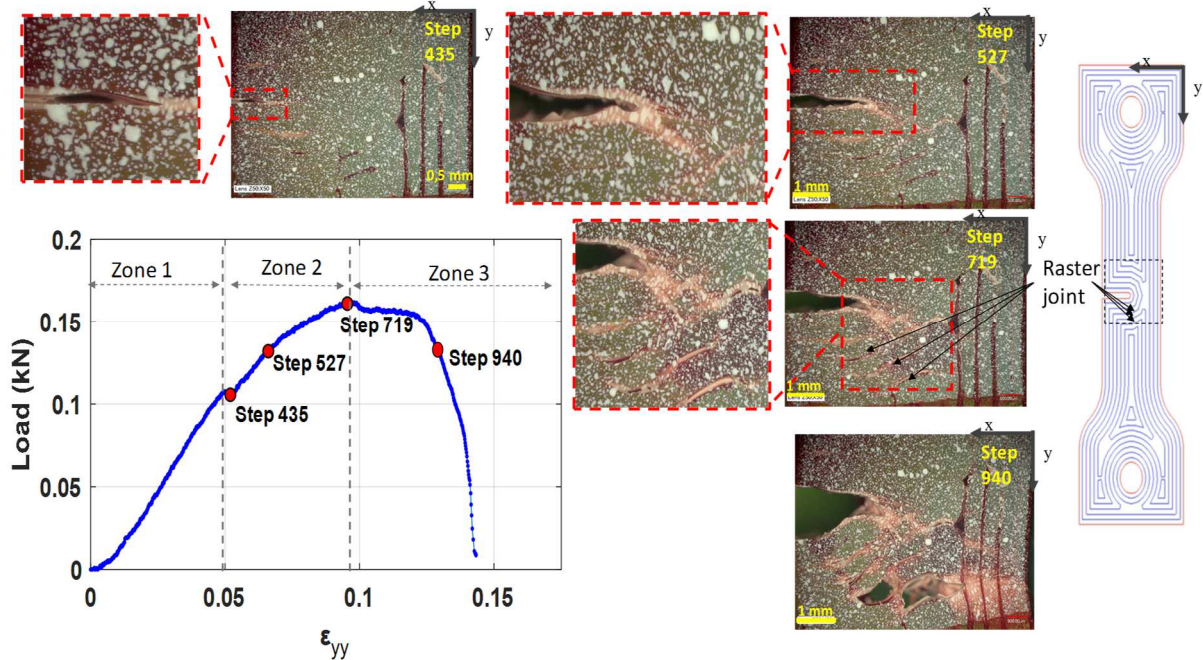 x
y
Step
435
Lens Z50:X50
0.5 mm
x
y
Step
527
1 mm
Lens Z50:X50
x
y
x
y
Step
719
1 mm
Lens Z50:X50
Raster
joint
x
y
Step
940
1 mm
0.2
0.15
0.1
0.05
0
Load (kN)
Zone 1
Zone 2
Zone 3
Step 719
Step 527
Step 940
Step 435
0
0.05
0.1
0.15
εyy